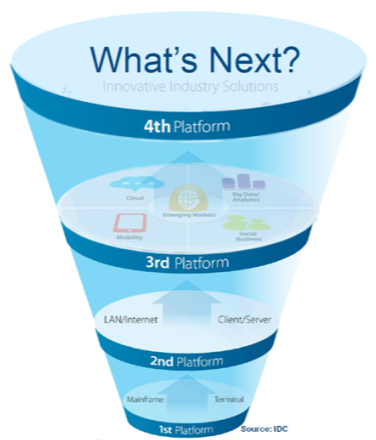 What's Next?
Innovative Industry Solutions
4th Platform
Cloud
Big Data/
Analytics
Emerging Markets
Mobility
Social
Business
3rd Platform
LAN/Internet
Client/Server
2nd Platform
Mainframe
Terminal
1st Platform
Source: IDC